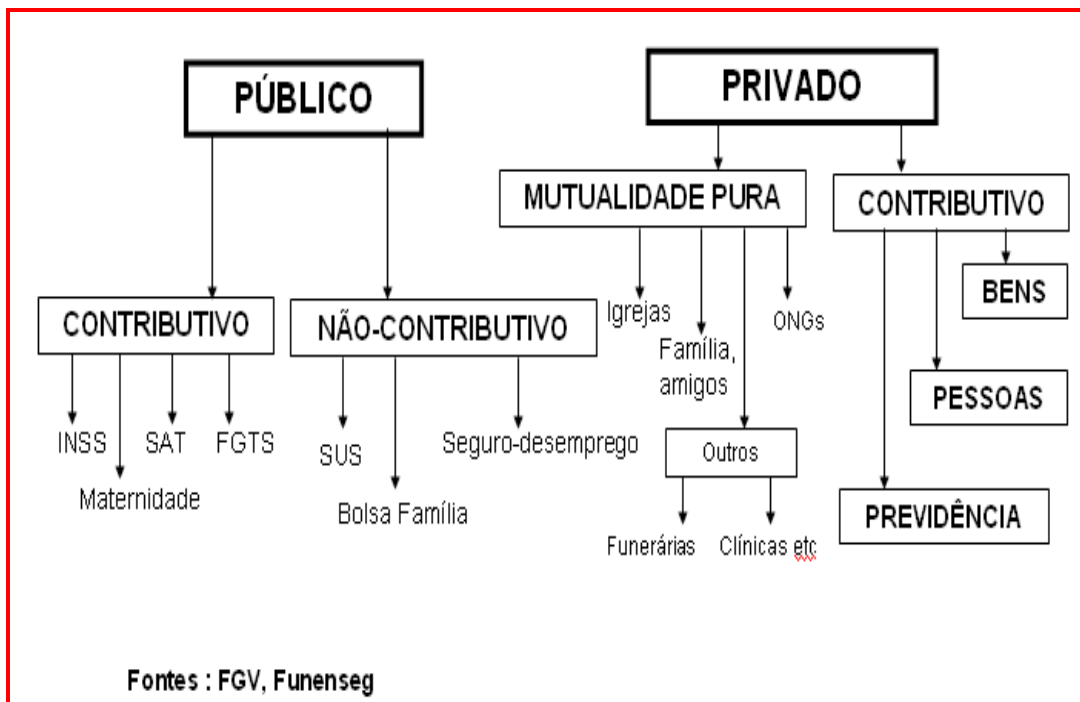 PÚBLICO
PRIVADO
MUTUALIDADE PURA
CONTRIBUTIVO
BENS
Igrejas
ONGs
CONTRIBUTIVO
NÃO-CONTRIBUTIVO
Família,
amigos
PESSOAS
INSS
SAT
FGTS
SUS
Seguro-desemprego
Outros
Maternidade
Bolsa Família
PREVIDÊNCIA
Funerárias
Clínicas etc
Fontes : FGV, Funenseg